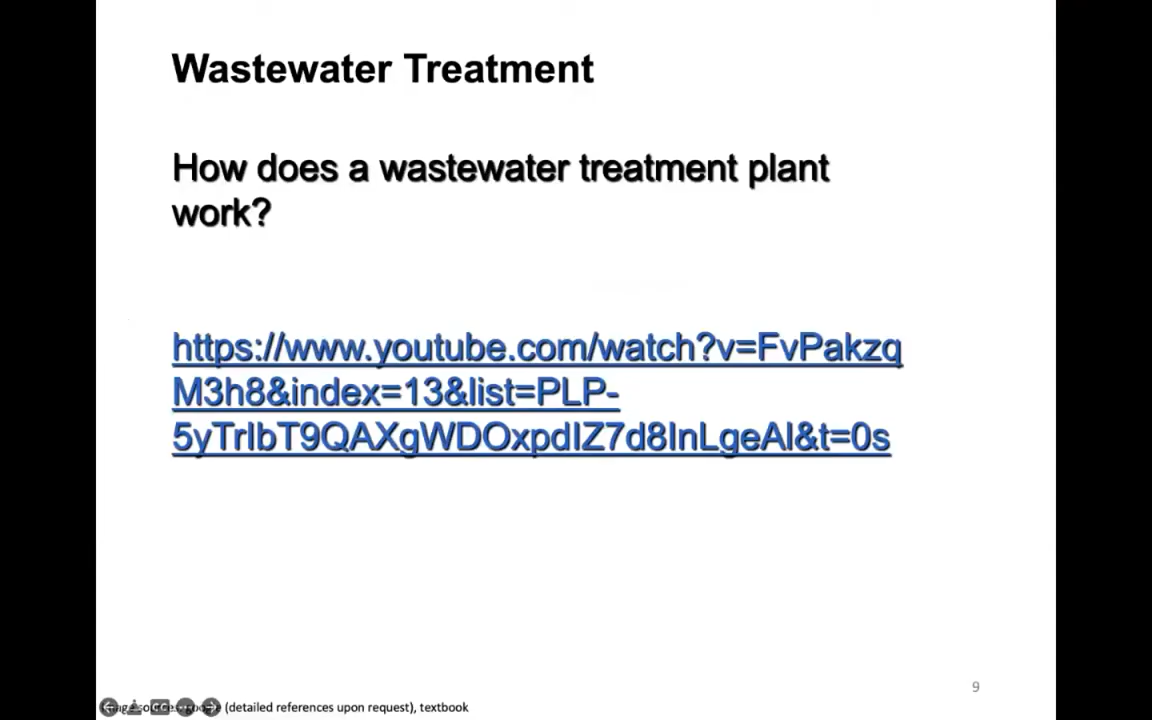 Wastewater Treatment
How does a wastewater treatment plant
work?
https://www.youtube.com/watch?v=FvPakzq
M3h8&index=13&list=PLP-
5yTrIbT9QAXgWDOxpdIZ7d8InLgeAI&t=0s
9
(detailed references upon request), textbook